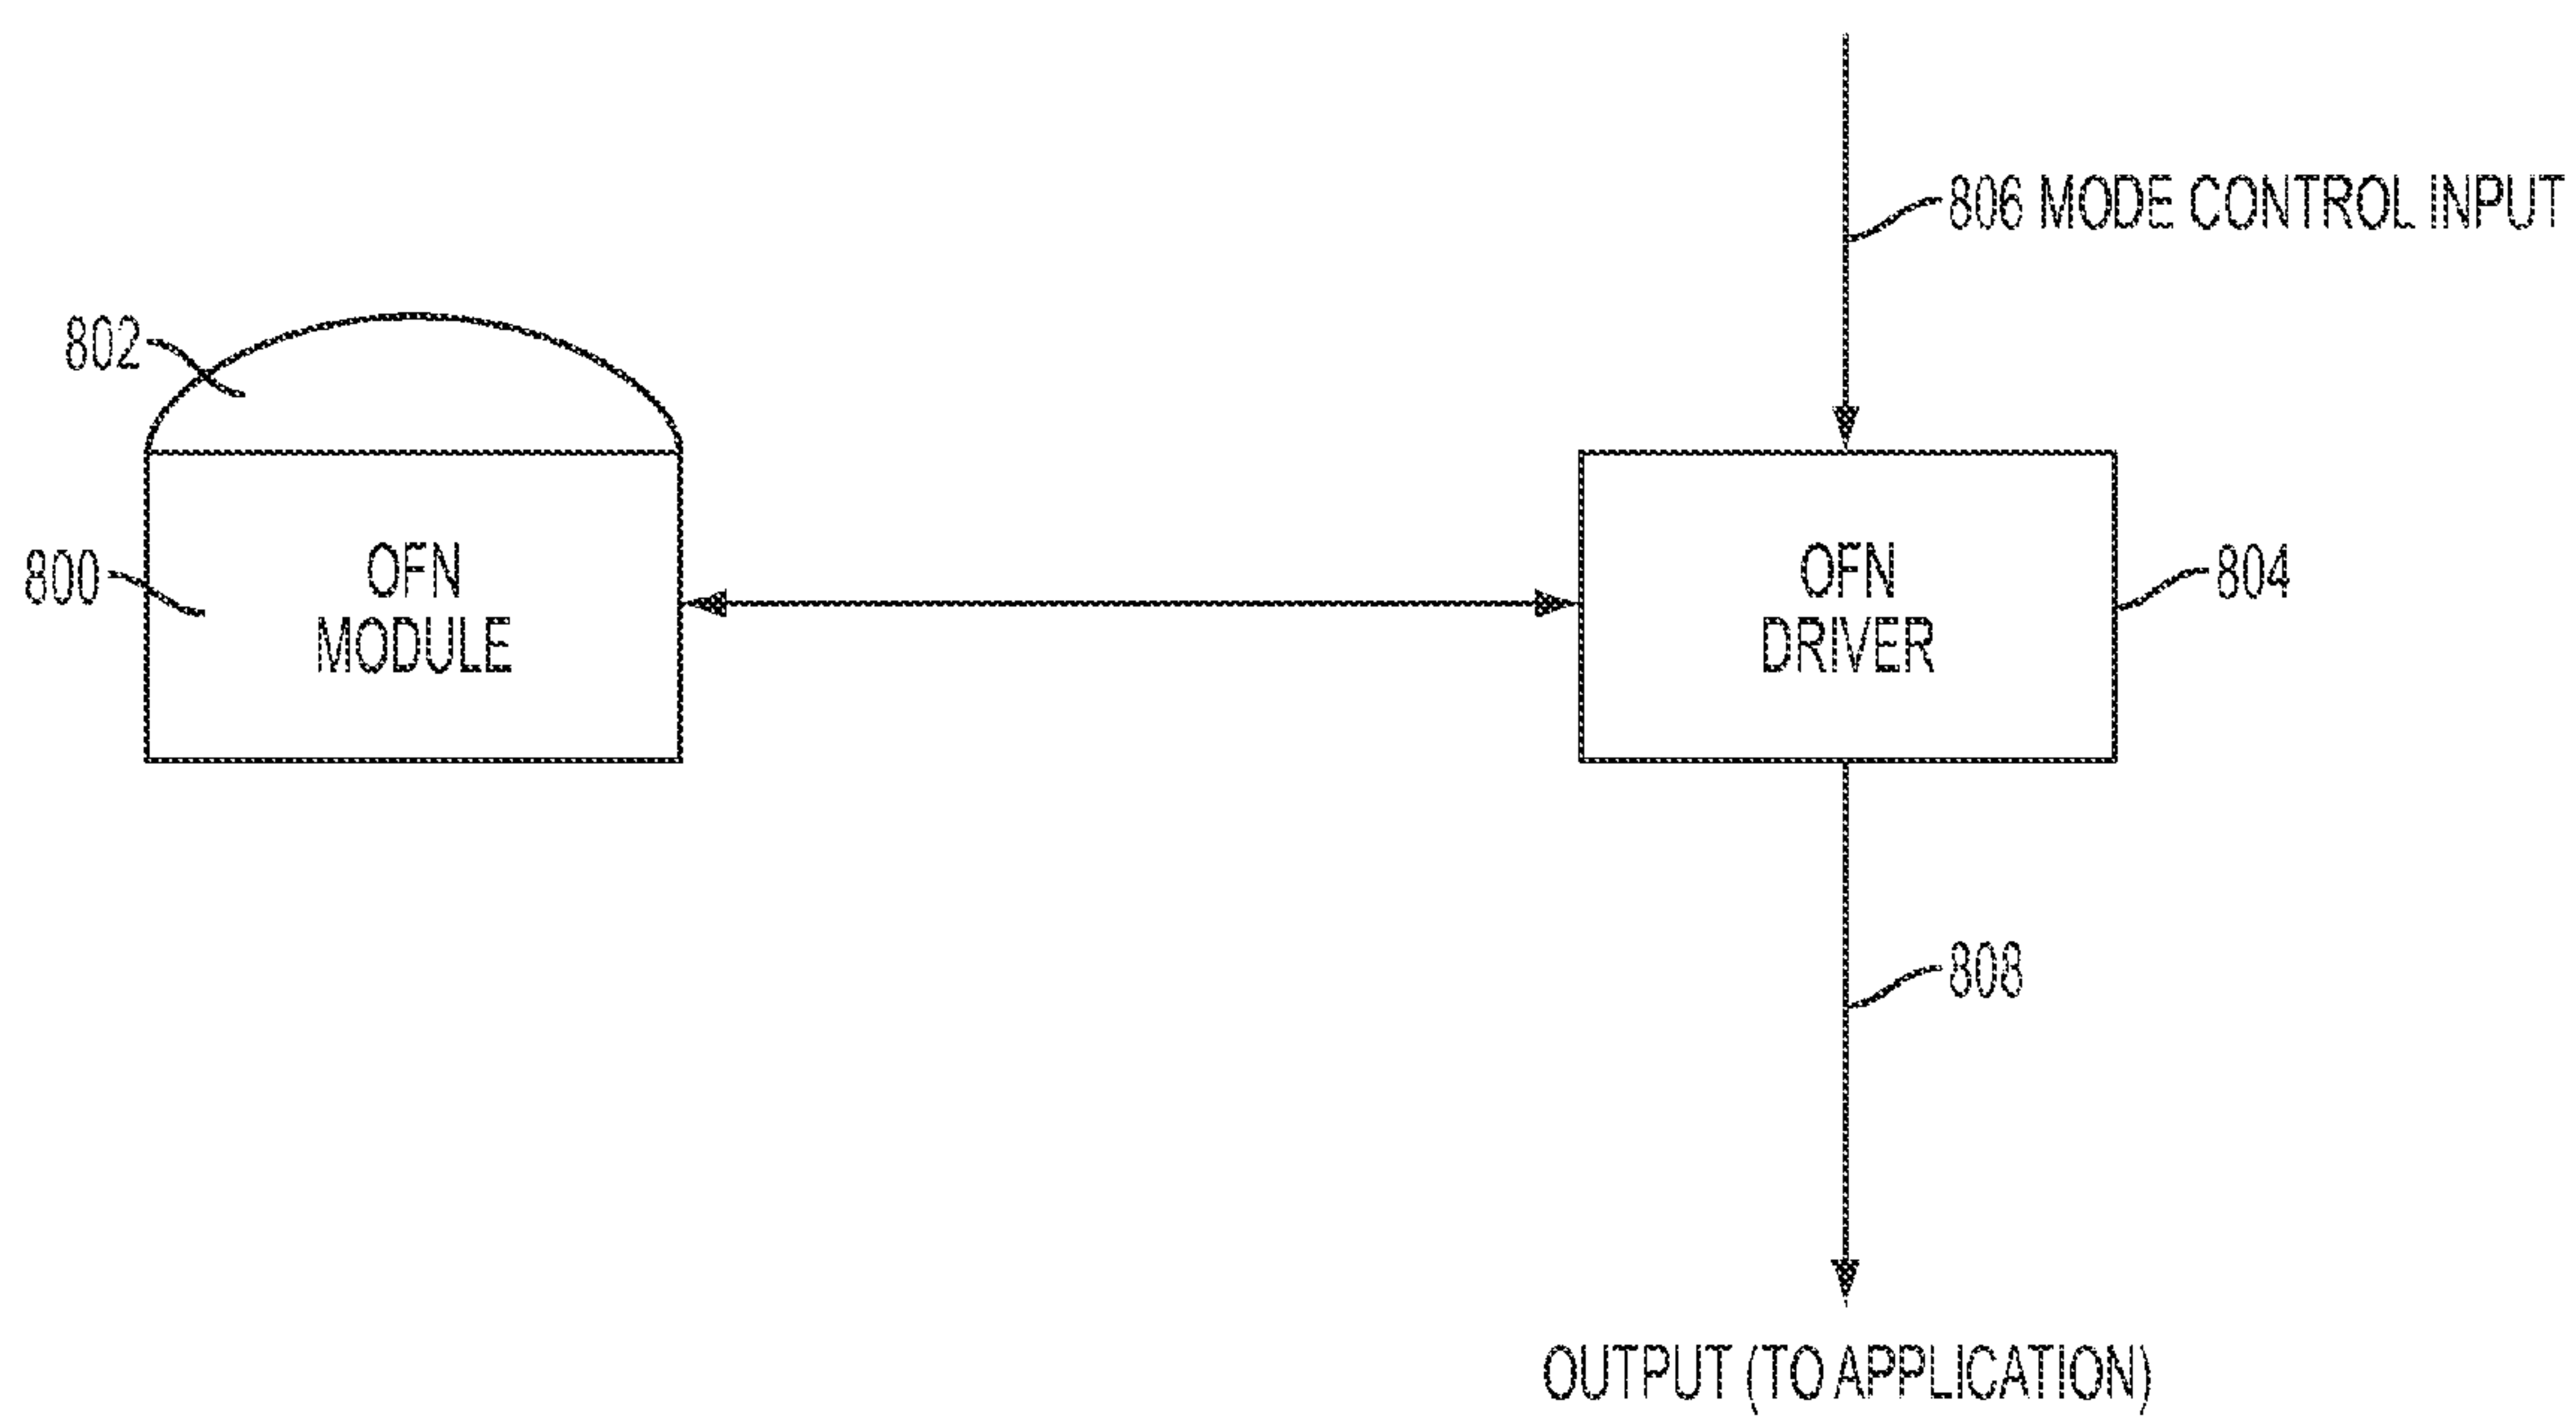 806 MODE CONTROL INPUT
802
800
OFN
MODULE
OFN
DRIVER
804
808
OUTPUT (TO APPLICATION)